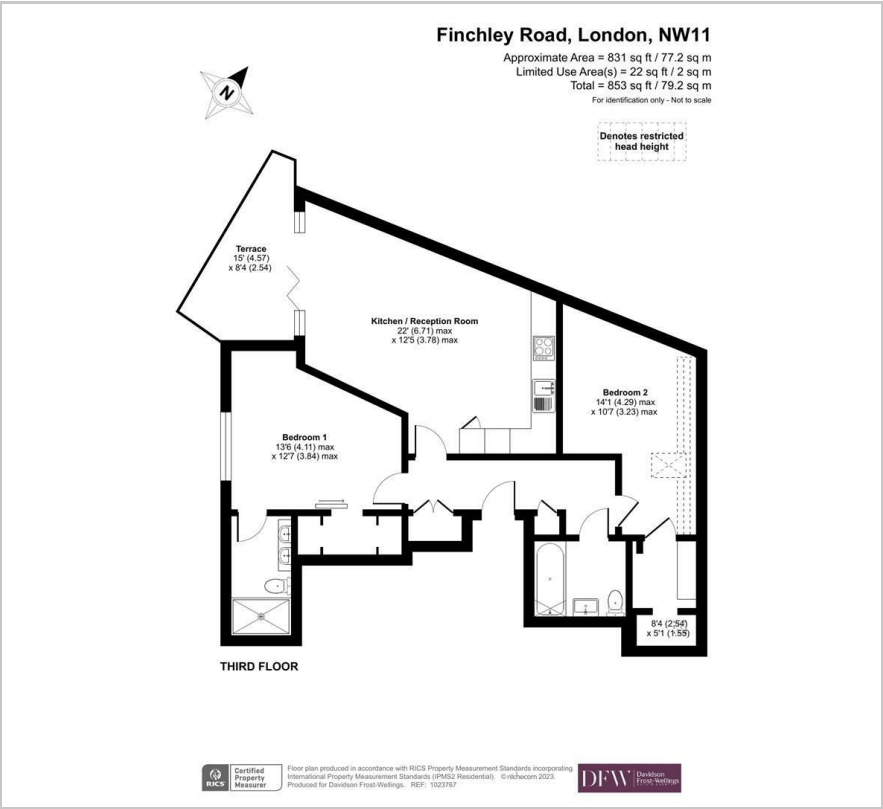 Finchley Road, London, NW11
Approximate Area = 831 sq ft / 77.2 sq m
Limited Use Area(s) = 22 sq ft / 2 sq m
Total = 853 sq ft / 79.2 sq m
For identification only - Not to scale
N
Denotes restricted
head height
Terrace
15' (4.57)
x 8'4 (2.54)
Kitchen / Reception Room
22' (6.71) max
x 12'5 (3.78) max
Bedroom 2
14'1 (4.29) max
x 10'7 (3.23) max
Bedroom 1
13'6 (4.11) max
x 12'7 (3.84) max
8'4 (2.54)
x 5'1 (1.55)
THIRD FLOOR
RICS
Certified
Property
Measurer
Floor plan produced in accordance with RICS Property Measurement Standards incorporating
International Property Measurement Standards (IPMS2 Residential). © nichecom 2023.
Produced for Davidson Frost-Wellings. REF: 1023767
DFW
Davidson
Frost-Wellings